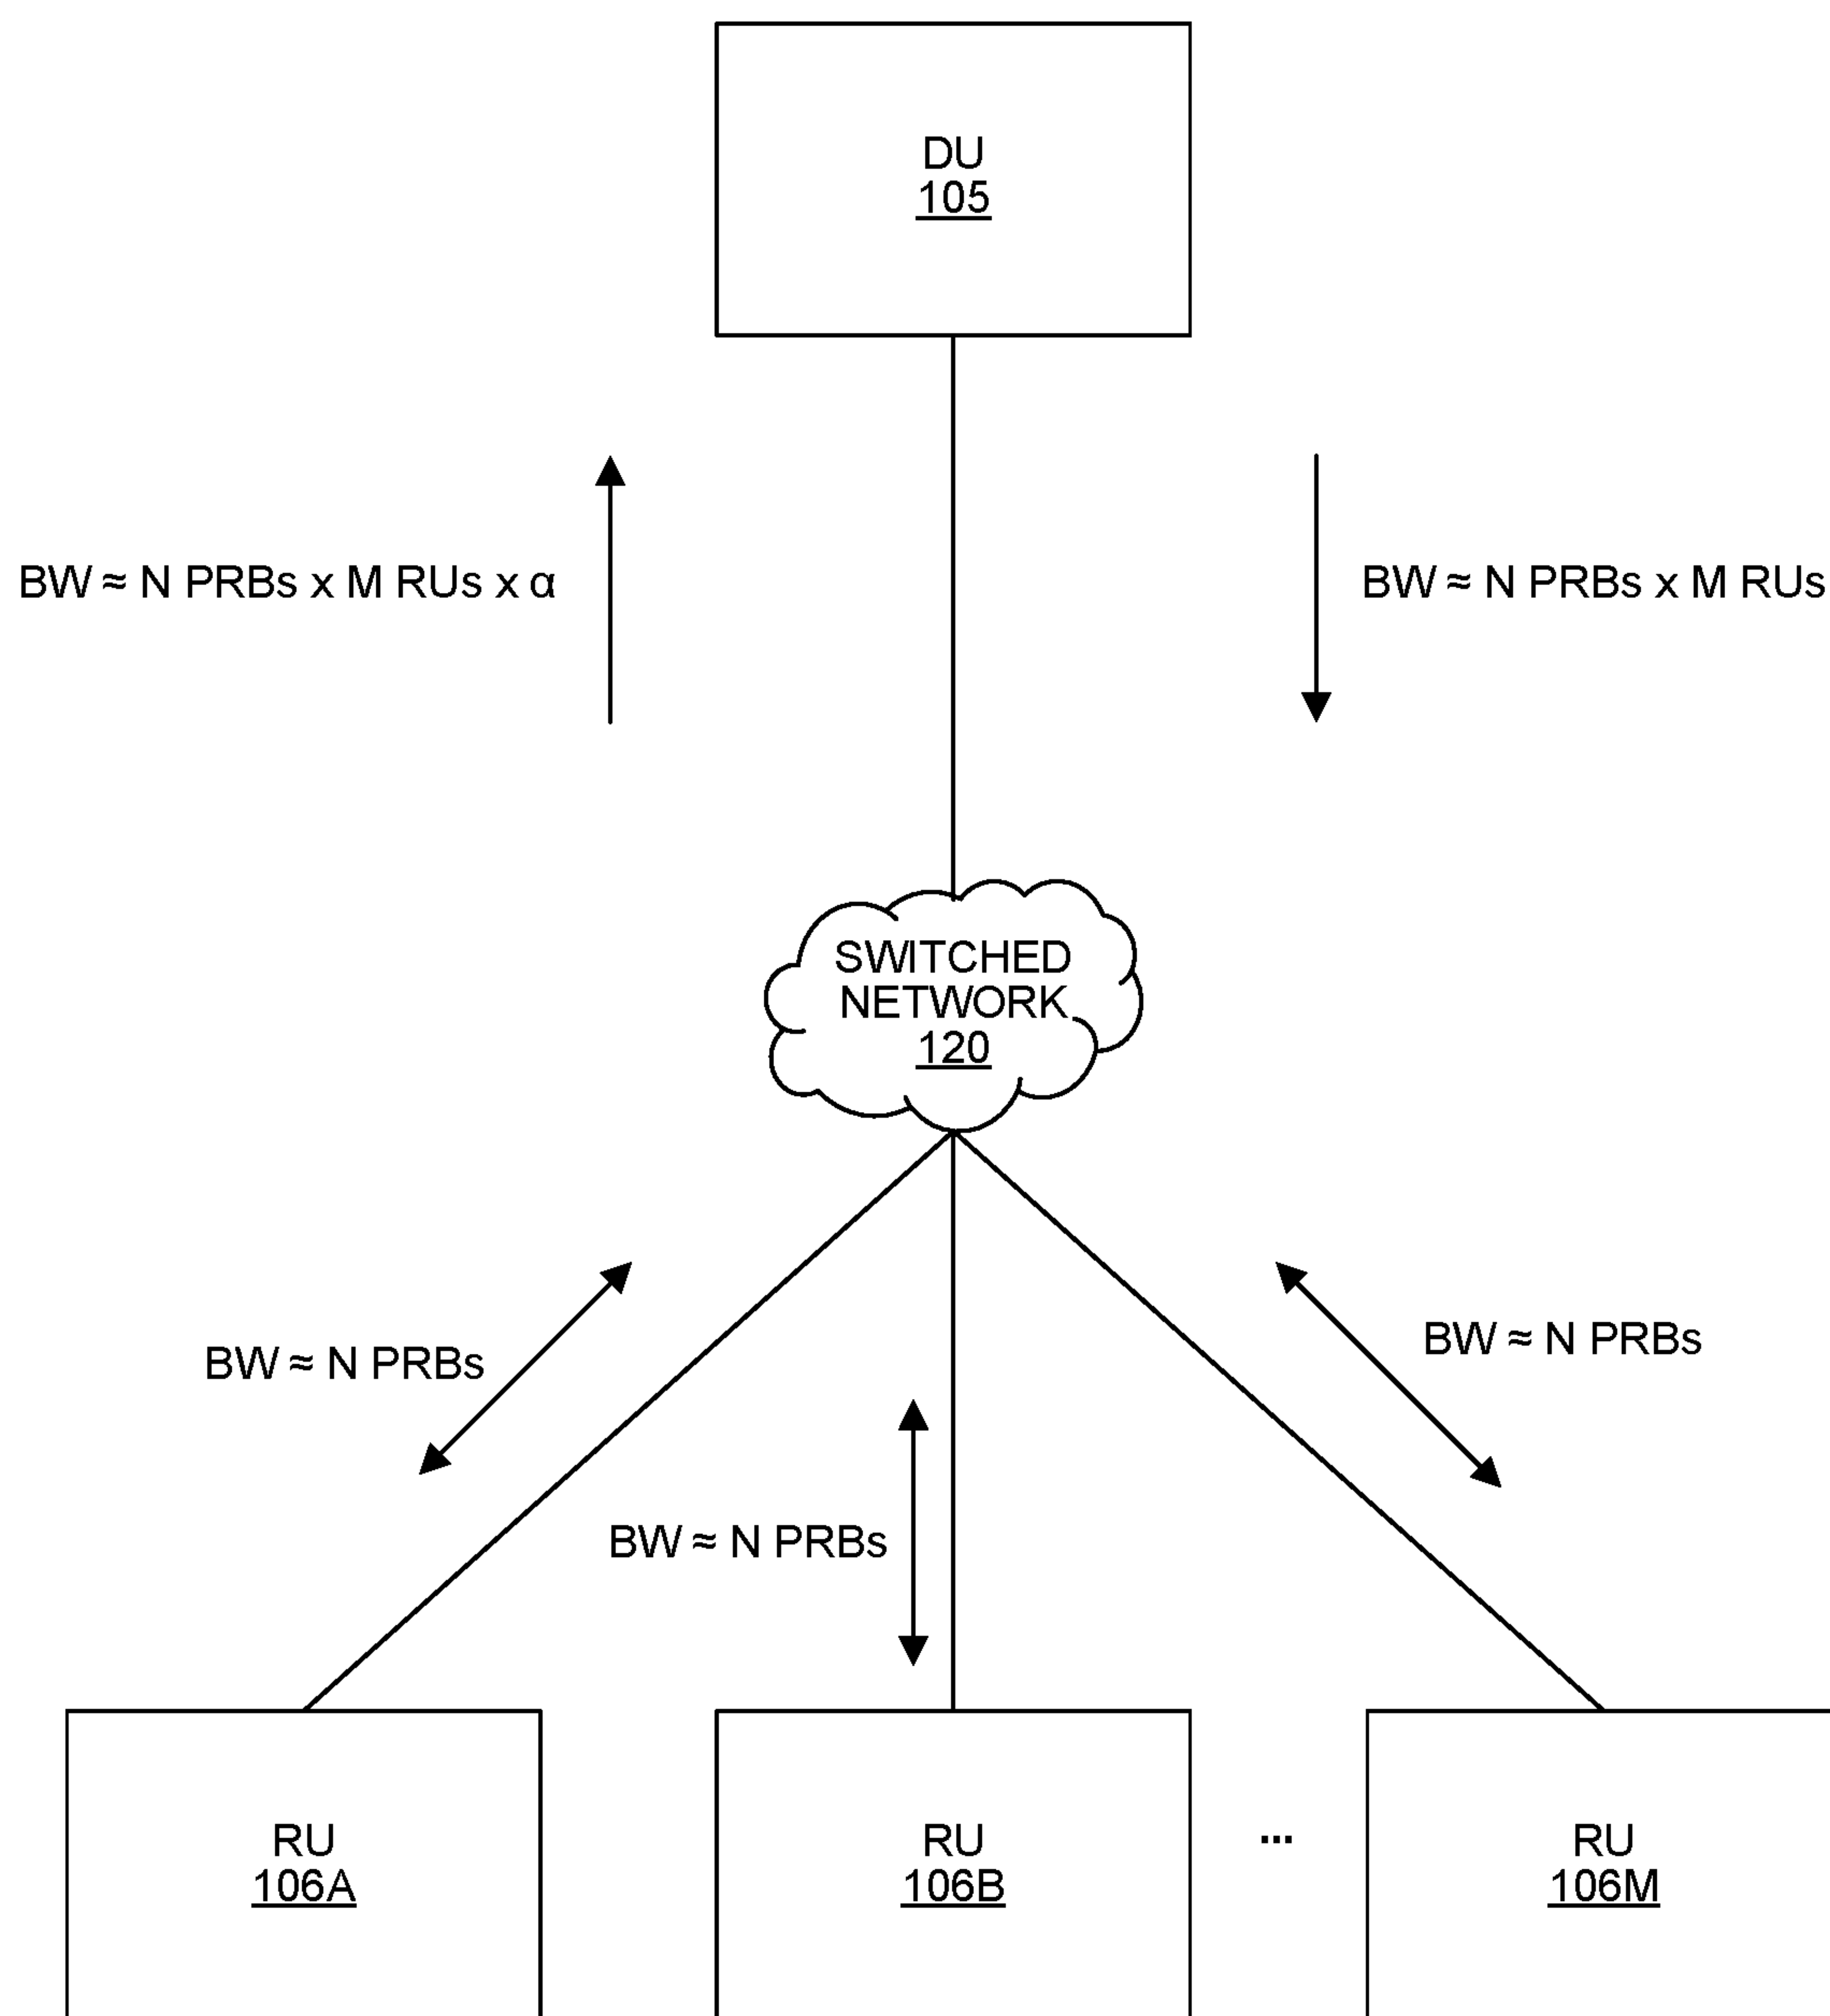 DU
105
BW ≈ N PRBs x M RUs x α
BW ≈ N PRBs x M RUs
SWITCHED
NETWORK
120
BW ≈ N PRBs
BW ≈ N PRBs
BW ≈ N PRBs
RU
106A
RU
106B
...
RU
106M